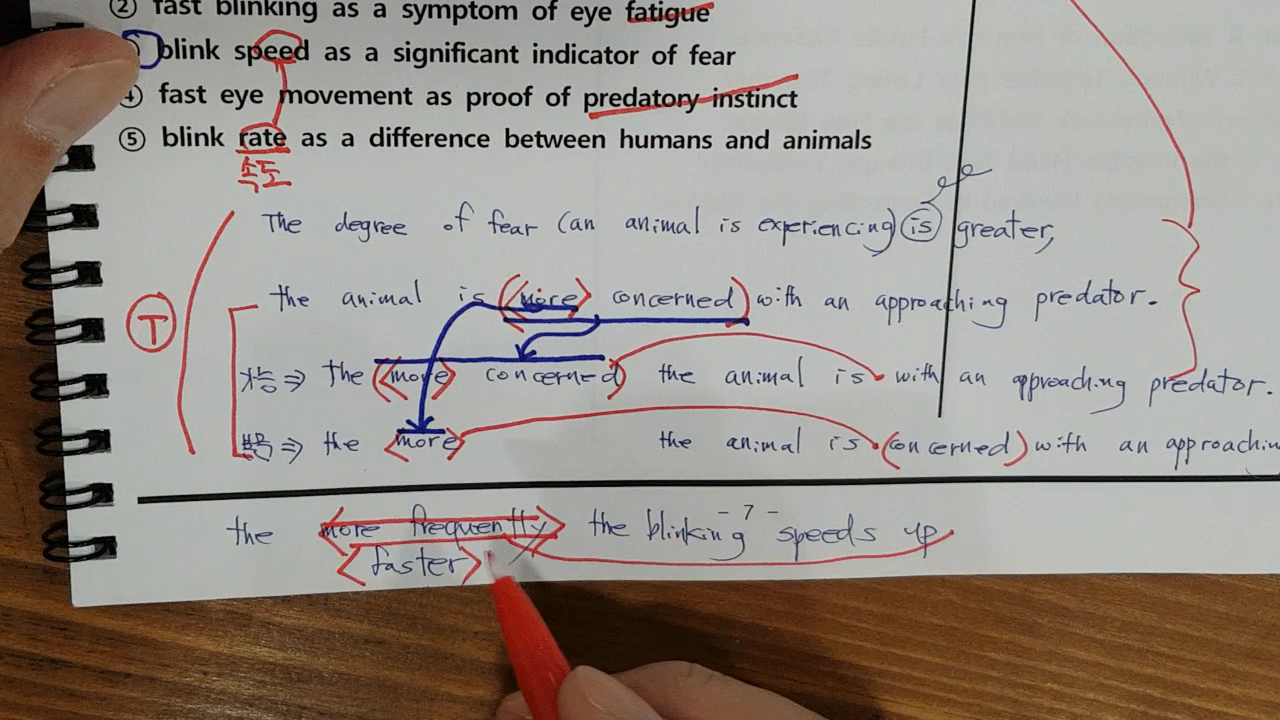 ② fast blinking as a symptom of eye fatigue
blink speed as a significant indicator of fear
④ fast eye movement as proof of predatory instinct
⑤ blink rate as a difference between humans and animals
속도
The degree of fear (an animal is experiencing) is greater,
the animal is <more> concerned) with an approaching predator.
T
⇒ the (<more> concerned) the animal is with an approaching predator.
⇒ the <more> the animal is (concerned) with an approaching
- 7 -
the <more frequently> the blinking speeds up
<faster>